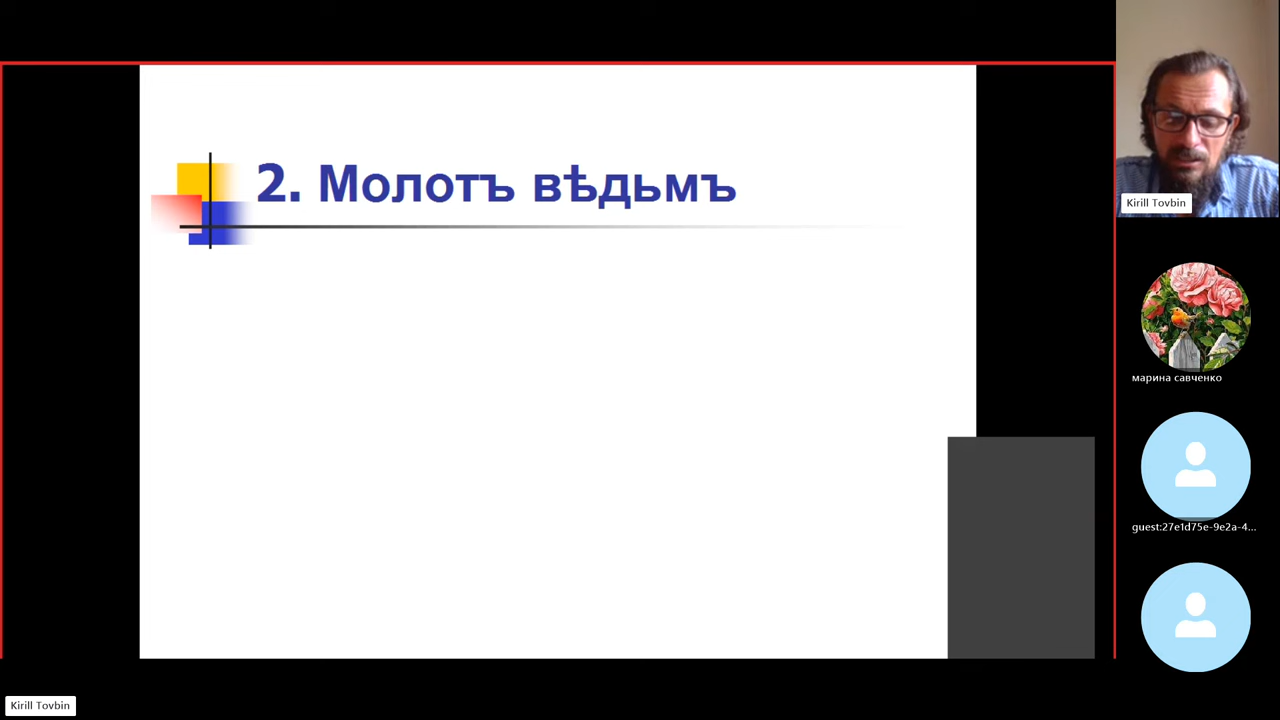 2. Молотъ вѣдьмъ
Kirill Tovbin
марина савченко
guest:27e1d75e-9e2a-4...
Kirill Tovbin